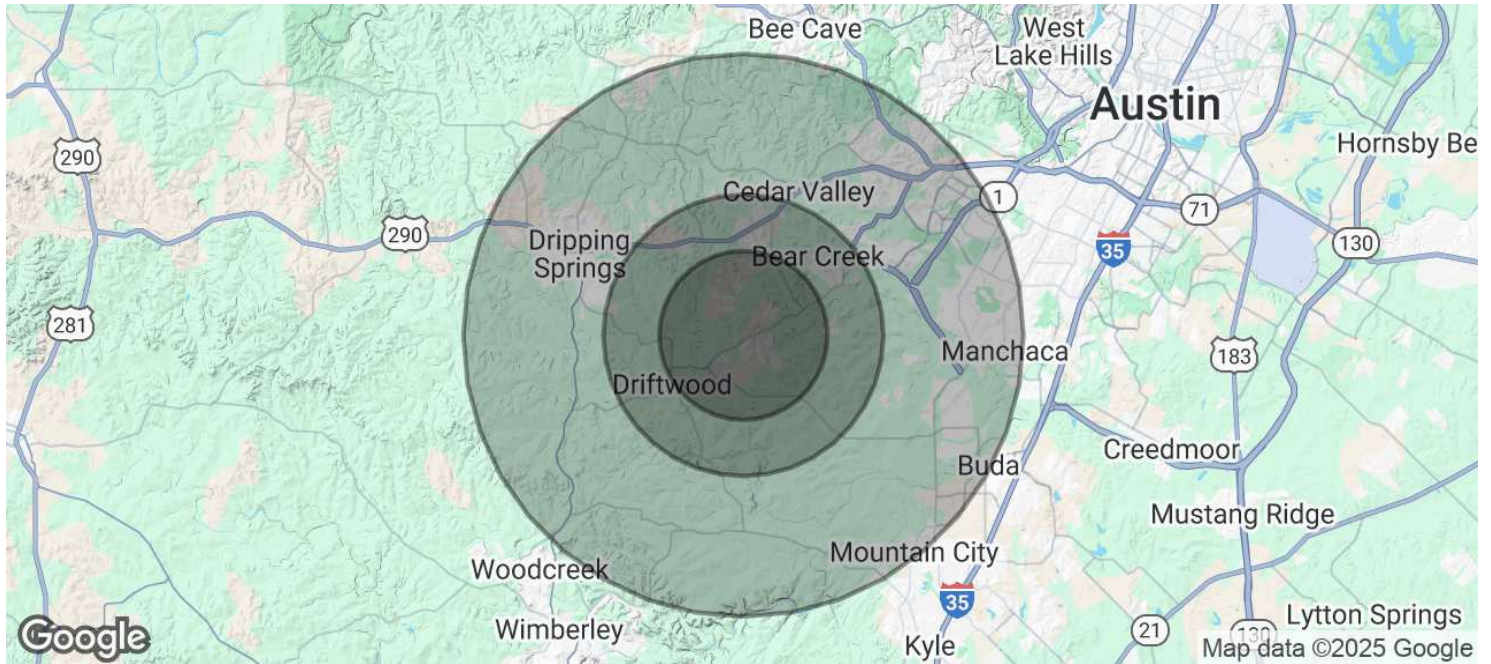 Bee Cave
West
Lake Hills
Austin
Hornsby Be
290
Cedar Valley
1
71
290
Dripping
Springs
Bear Creek
35
130
281
Manchaca
183
Driftwood
Creedmoor
Buda
Mustang Ridge
Mountain City
Woodcreek
35
Wimberley
Kyle
21
130
Lytton Springs
Google
Map data ©2025 Google